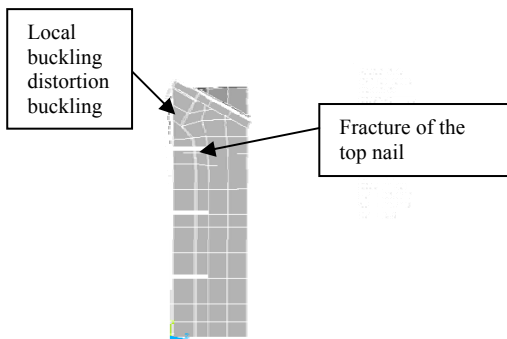 Local
buckling
distortion
buckling
Fracture of the
top nail